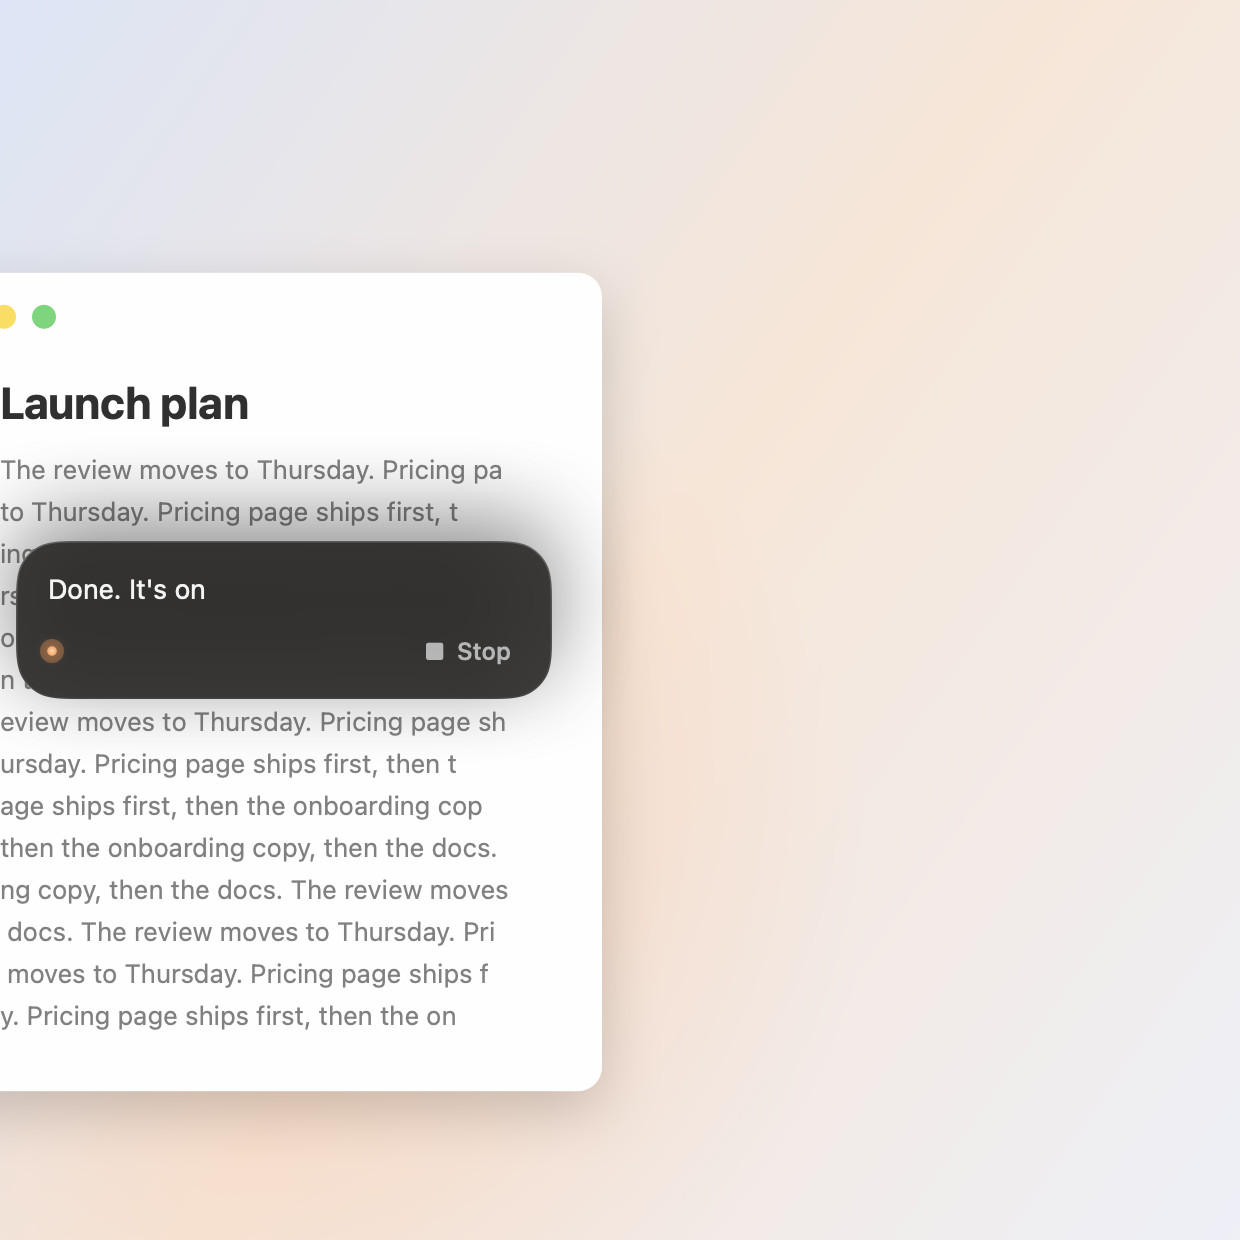 Launch plan
The review moves to Thursday. Pricing pa
to Thursday. Pricing page ships first, t
Done. It's on
Stop
eview moves to Thursday. Pricing page sh
ursday. Pricing page ships first, then t
age ships first, then the onboarding cop
then the onboarding copy, then the docs.
ng copy, then the docs. The review moves
docs. The review moves to Thursday. Pri
moves to Thursday. Pricing page ships f
y. Pricing page ships first, then the on